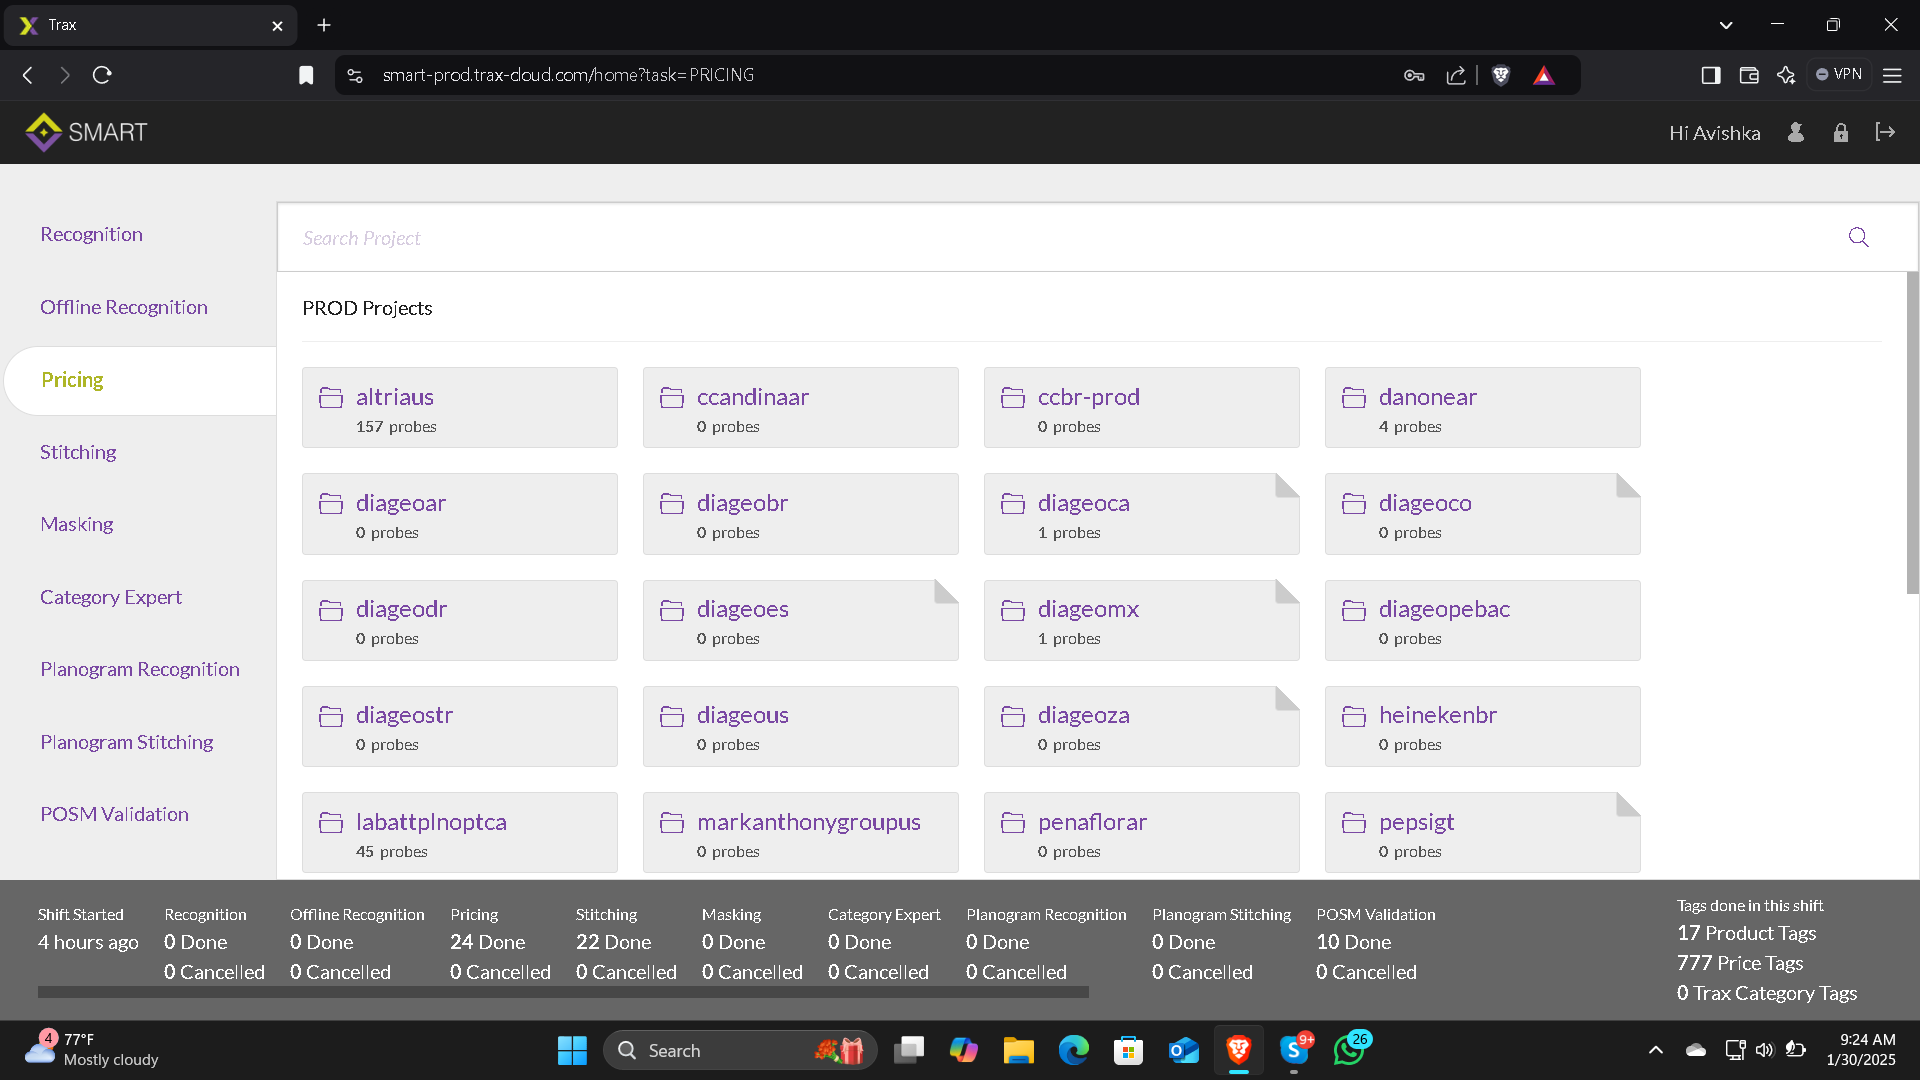 Trax
smart-prod.trax-cloud.com/home?task=PRICING
VPN
SMART
Hi Avishka
Recognition
Offline Recognition
Pricing
Stitching
Masking
Category Expert
Planogram Recognition
Planogram Stitching
POSM Validation
Search Project
PROD Projects
altriaus
157 probes
ccandinaar
0 probes
ccbr-prod
0 probes
danonear
4 probes
diageoar
0 probes
diageobr
0 probes
diageoca
1 probes
diageoco
0 probes
diageodr
0 probes
diageoes
0 probes
diageomx
1 probes
diageopebac
0 probes
diageostr
0 probes
diageous
0 probes
diageoza
0 probes
heinekenbr
0 probes
labattplnoptca
45 probes
markanthonygroupus
0 probes
penaflorar
0 probes
pepsigt
0 probes
Shift Started
4 hours ago
Recognition
0 Done
0 Cancelled
Offline Recognition
0 Done
0 Cancelled
Pricing
24 Done
0 Cancelled
Stitching
22 Done
0 Cancelled
Masking
0 Done
0 Cancelled
Category Expert
0 Done
0 Cancelled
Planogram Recognition
0 Done
0 Cancelled
Planogram Stitching
0 Done
0 Cancelled
POSM Validation
10 Done
0 Cancelled
Tags done in this shift
17 Product Tags
777 Price Tags
0 Trax Category Tags
4
77°F
Mostly cloudy
Search
9+
26
9:24 AM
1/30/2025